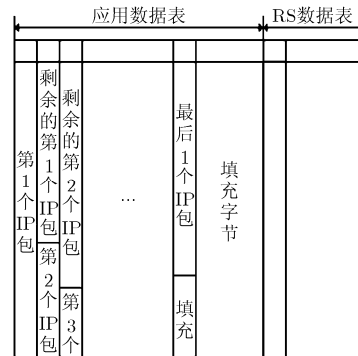 应用数据表
RS数据表
第1个IP包
剩余的第1个IP包
第2个IP包
剩余的第2个IP包
第3个
...
最后1个IP包
填充
填充字节